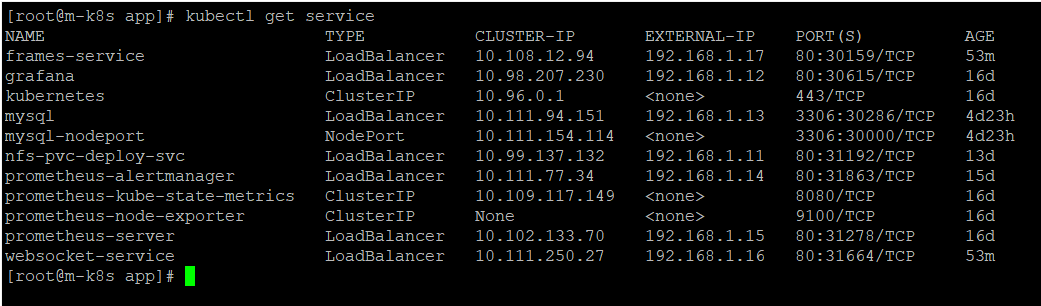 [root@m-k8s app]# kubectl get service
NAME TYPE CLUSTER-IP EXTERNAL-IP PORT(S) AGE
frames-service LoadBalancer 10.108.12.94 192.168.1.17 80:30159/TCP 53m
grafana LoadBalancer 10.98.207.230 192.168.1.12 80:30615/TCP 16d
kubernetes ClusterIP 10.96.0.1 <none> 443/TCP 16d
mysql LoadBalancer 10.111.94.151 192.168.1.13 3306:30286/TCP 4d23h
mysql-nodeport NodePort 10.111.154.114 <none> 3306:30000/TCP 4d23h
nfs-pvc-deploy-svc LoadBalancer 10.99.137.132 192.168.1.11 80:31192/TCP 13d
prometheus-alertmanager LoadBalancer 10.111.77.34 192.168.1.14 80:31863/TCP 15d
prometheus-kube-state-metrics ClusterIP 10.109.117.149 <none> 8080/TCP 16d
prometheus-node-exporter ClusterIP None <none> 9100/TCP 16d
prometheus-server LoadBalancer 10.102.133.70 192.168.1.15 80:31278/TCP 16d
websocket-service LoadBalancer 10.111.250.27 192.168.1.16 80:31664/TCP 53m
[root@m-k8s app]#